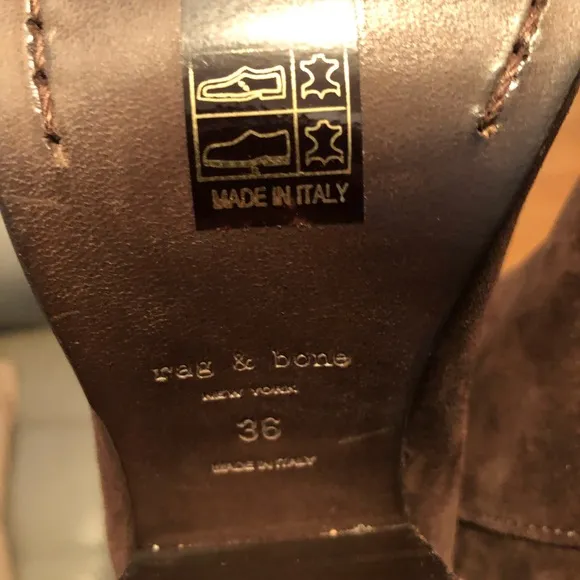 MADE IN ITALY
rag & bone
NEW YORK
36
MADE IN ITALY